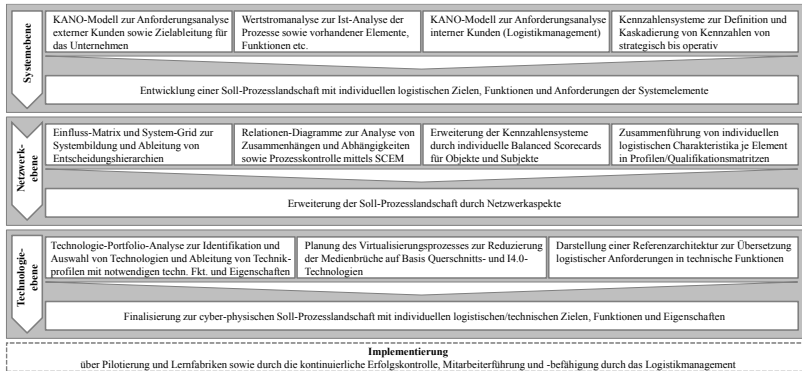 Systemebene
KANO-Modell zur Anforderungsanalyse
externer Kunden sowie Zielableitung für
das Unternehmen
Wertstromanalyse zur Ist-Analyse der
Prozesse sowie vorhandener Elemente,
Funktionen etc.
KANO-Modell zur Anforderungsanalyse
interner Kunden (Logistikmanagement)
Kennzahlensysteme zur Definition und
Kaskadierung von Kennzahlen von
strategisch bis operativ
Entwicklung einer Soll-Prozesslandschaft mit individuellen logistischen Zielen, Funktionen und Anforderungen der Systemelemente
Netzwerk-
ebene
Einfluss-Matrix und System-Grid zur
Systembildung und Ableitung von
Entscheidungshierarchien
Relationen-Diagramme zur Analyse von
Zusammenhängen und Abhängigkeiten
sowie Prozesskontrolle mittels SCEM
Erweiterung der Kennzahlensysteme
durch individuelle Balanced Scorecards
für Objekte und Subjekte
Zusammenführung von individuellen
logistischen Charakteristika je Element
in Profilen/Qualifikationsmatritzen
Erweiterung der Soll-Prozesslandschaft durch Netzwerkaspekte
Technologie-
ebene
Technologie-Portfolio-Analyse zur Identifikation und
Auswahl von Technologien und Ableitung von Technik-
profilen mit notwendigen techn. Fkt. und Eigenschaften
Planung des Virtualisierungsprozesses zur Reduzierung
der Medienbrüche auf Basis Querschnitts- und I4.0-
Technologien
Darstellung einer Referenzarchitektur zur Übersetzung
logistischer Anforderungen in technische Funktionen
Finalisierung zur cyber-physischen Soll-Prozesslandschaft mit individuellen logistischen/technischen Zielen, Funktionen und Eigenschaften
Implementierung
über Pilotierung und Lernfabriken sowie durch die kontinuierliche Erfolgskontrolle, Mitarbeiterführung und -befähigung durch das Logistikmanagement